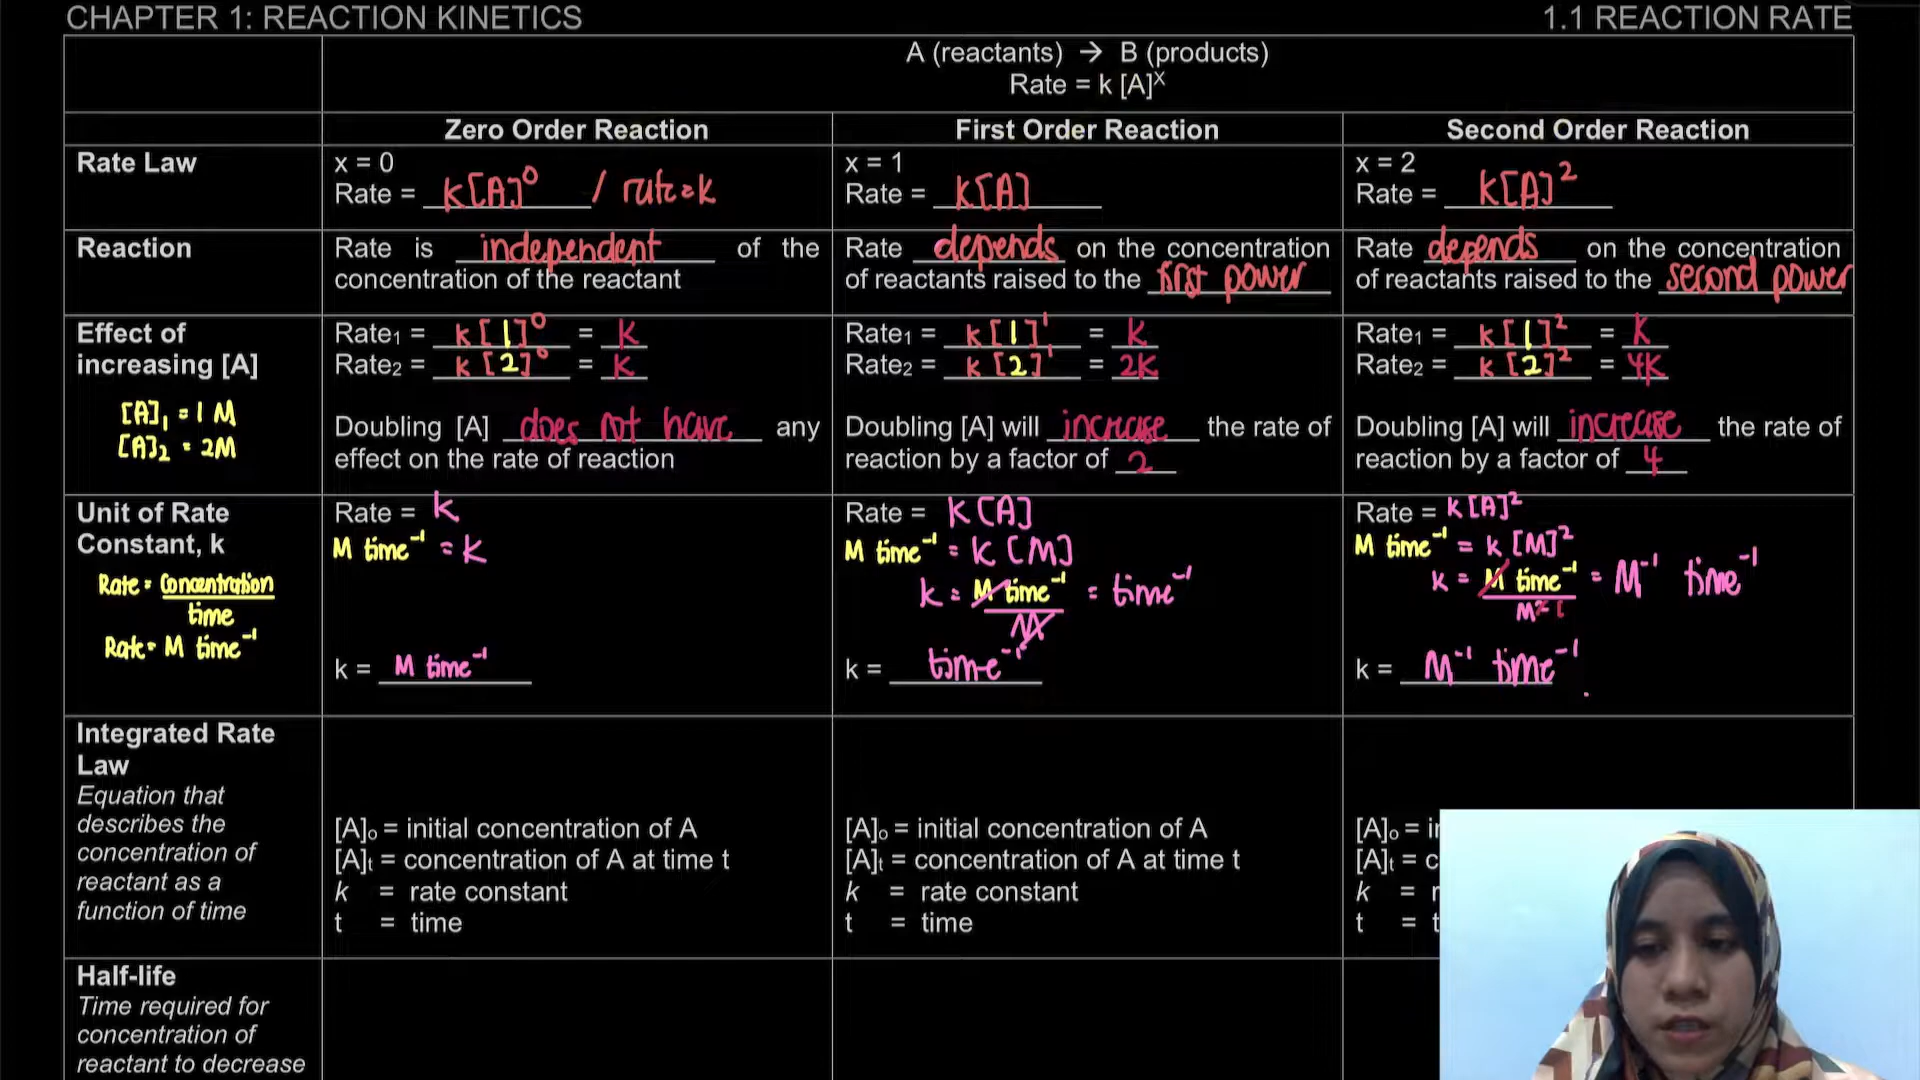 CHAPTER 1: REACTION KINETICS
1.1 REACTION RATE
A (reactants) → B (products)
Rate = k [A]ˣ
Zero Order Reaction
First Order Reaction
Second Order Reaction
Rate Law
x = 0
Rate = k[A]⁰ / rate = k
x = 1
Rate = k[A]
x = 2
Rate = k[A]²
Reaction
Rate is independent of the
concentration of the reactant
Rate depends on the concentration
of reactants raised to the first power
Rate depends on the concentration
of reactants raised to the second power
Effect of
increasing [A]
[A]₁ = 1 M
[A]₂ = 2M
Rate₁ = k[1]⁰ = k
Rate₂ = k[2]⁰ = k
Doubling [A] does not have any
effect on the rate of reaction
Rate₁ = k[1]¹ = k
Rate₂ = k[2]¹ = 2k
Doubling [A] will increase the rate of
reaction by a factor of 2
Rate₁ = k[1]² = k
Rate₂ = k[2]² = 4k
Doubling [A] will increase the rate of
reaction by a factor of 4
Unit of Rate
Constant, k
Rate = concentration
time
Rate = M time⁻¹
Rate = k
M time⁻¹ = k
k = M time⁻¹
Rate = k[A]
M time⁻¹ = k [M]
k = M time⁻¹ = time⁻¹
M
k = time⁻¹
Rate = k[A]²
M time⁻¹ = k [M]²
k = M time⁻¹ = M⁻¹ time⁻¹
k = M⁻¹ time⁻¹
Integrated Rate
Law
Equation that
describes the
concentration of
reactant as a
function of time
[A]ₒ = initial concentration of A
[A]ₜ = concentration of A at time t
k = rate constant
t = time
[A]ₒ = initial concentration of A
[A]ₜ = concentration of A at time t
k = rate constant
t = time
[A]ₒ =
[A]ₜ = c
k = r
t = t
Half-life
Time required for
concentration of
reactant to decrease